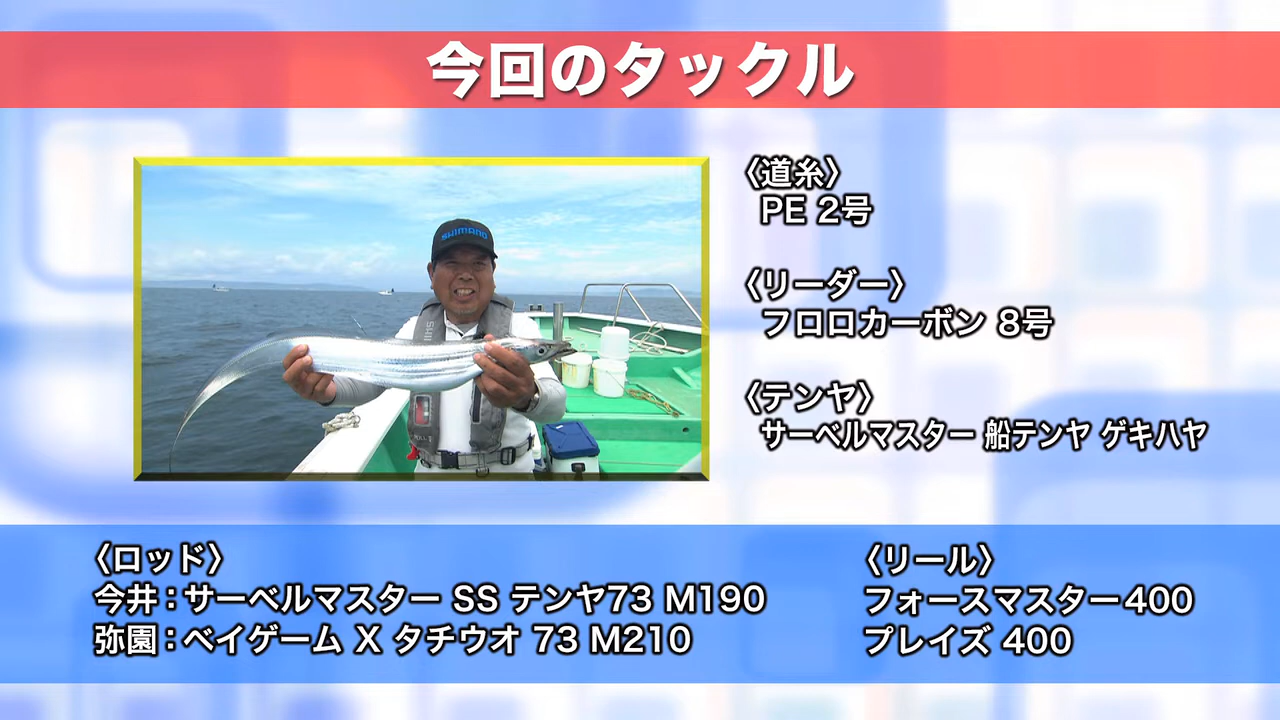 今回のタックル
〈道糸〉
PE 2号
〈リーダー〉
フロロカーボン 8号
〈テンヤ〉
サーベルマスター 船テンヤ ゲキハヤ
SHIMANO
〈ロッド〉
今井：サーベルマスター SS テンヤ73 M190
弥園：ベイゲーム X タチウオ 73 M210
〈リール〉
フォースマスター400
プレイズ 400